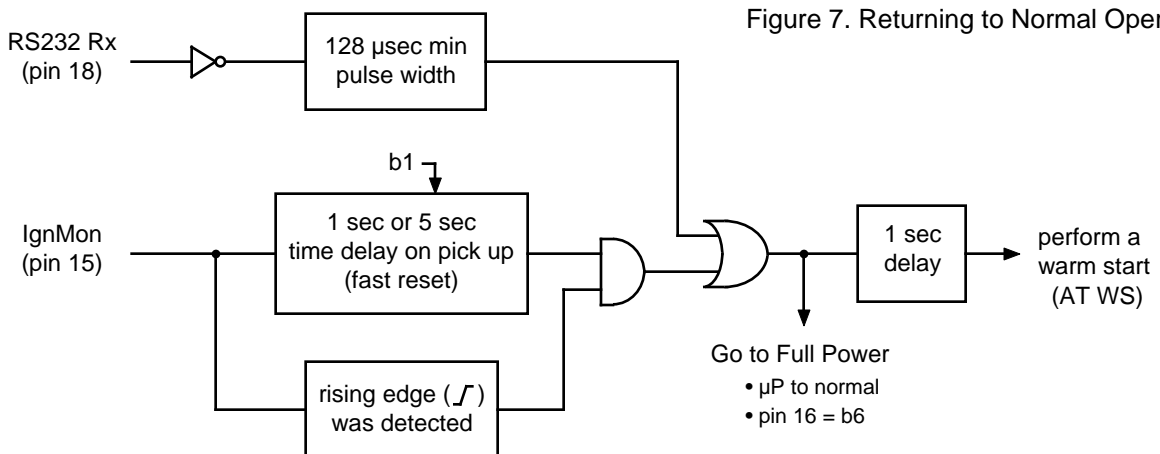 Figure 7. Returning to Normal Oper
RS232 Rx
(pin 18)
128 µsec min
pulse width
b1
IgnMon
(pin 15)
1 sec or 5 sec
time delay on pick up
(fast reset)
rising edge ( ) 
was detected
1 sec
delay
perform a
warm start
(AT WS)
Go to Full Power
• µP to normal
• pin 16 = b6